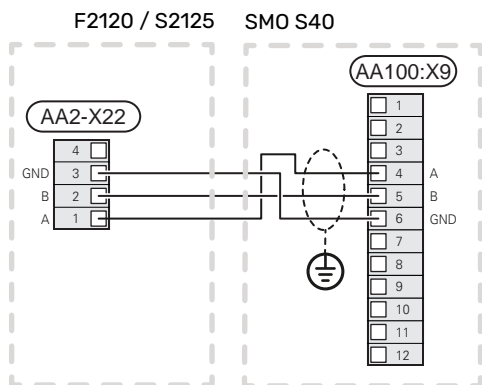 F2120 / S2125
SMO S40
AA2-X22
4
GND 3
B 2
A 1
AA100:X9
1
2
3
4 A
5 B
6 GND
7
8
9
10
11
12